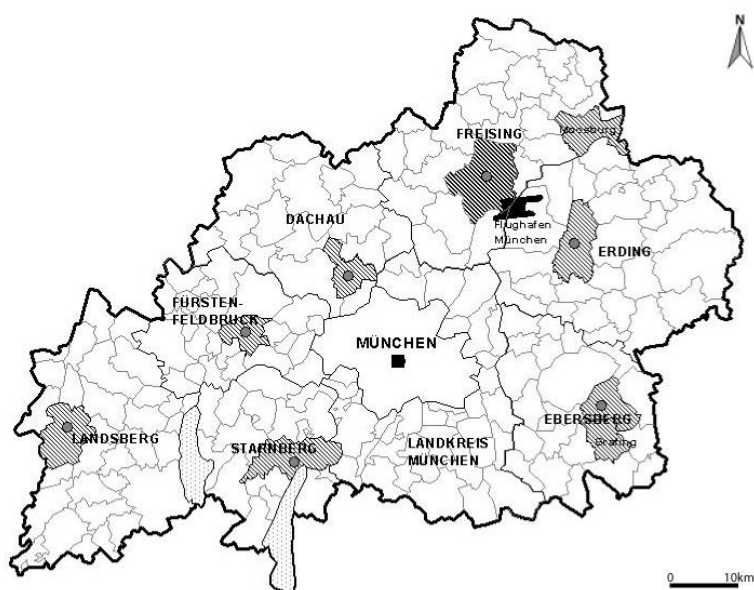 N
FREISING
Moosburg
DACHAU
Flughafen
München
ERDING
FÜRSTEN-
FELDBRUCK
MÜNCHEN
LANDSBERG
STARNBERG
LANDKREIS
MÜNCHEN
EBERSBERG
Grafing
0 10km